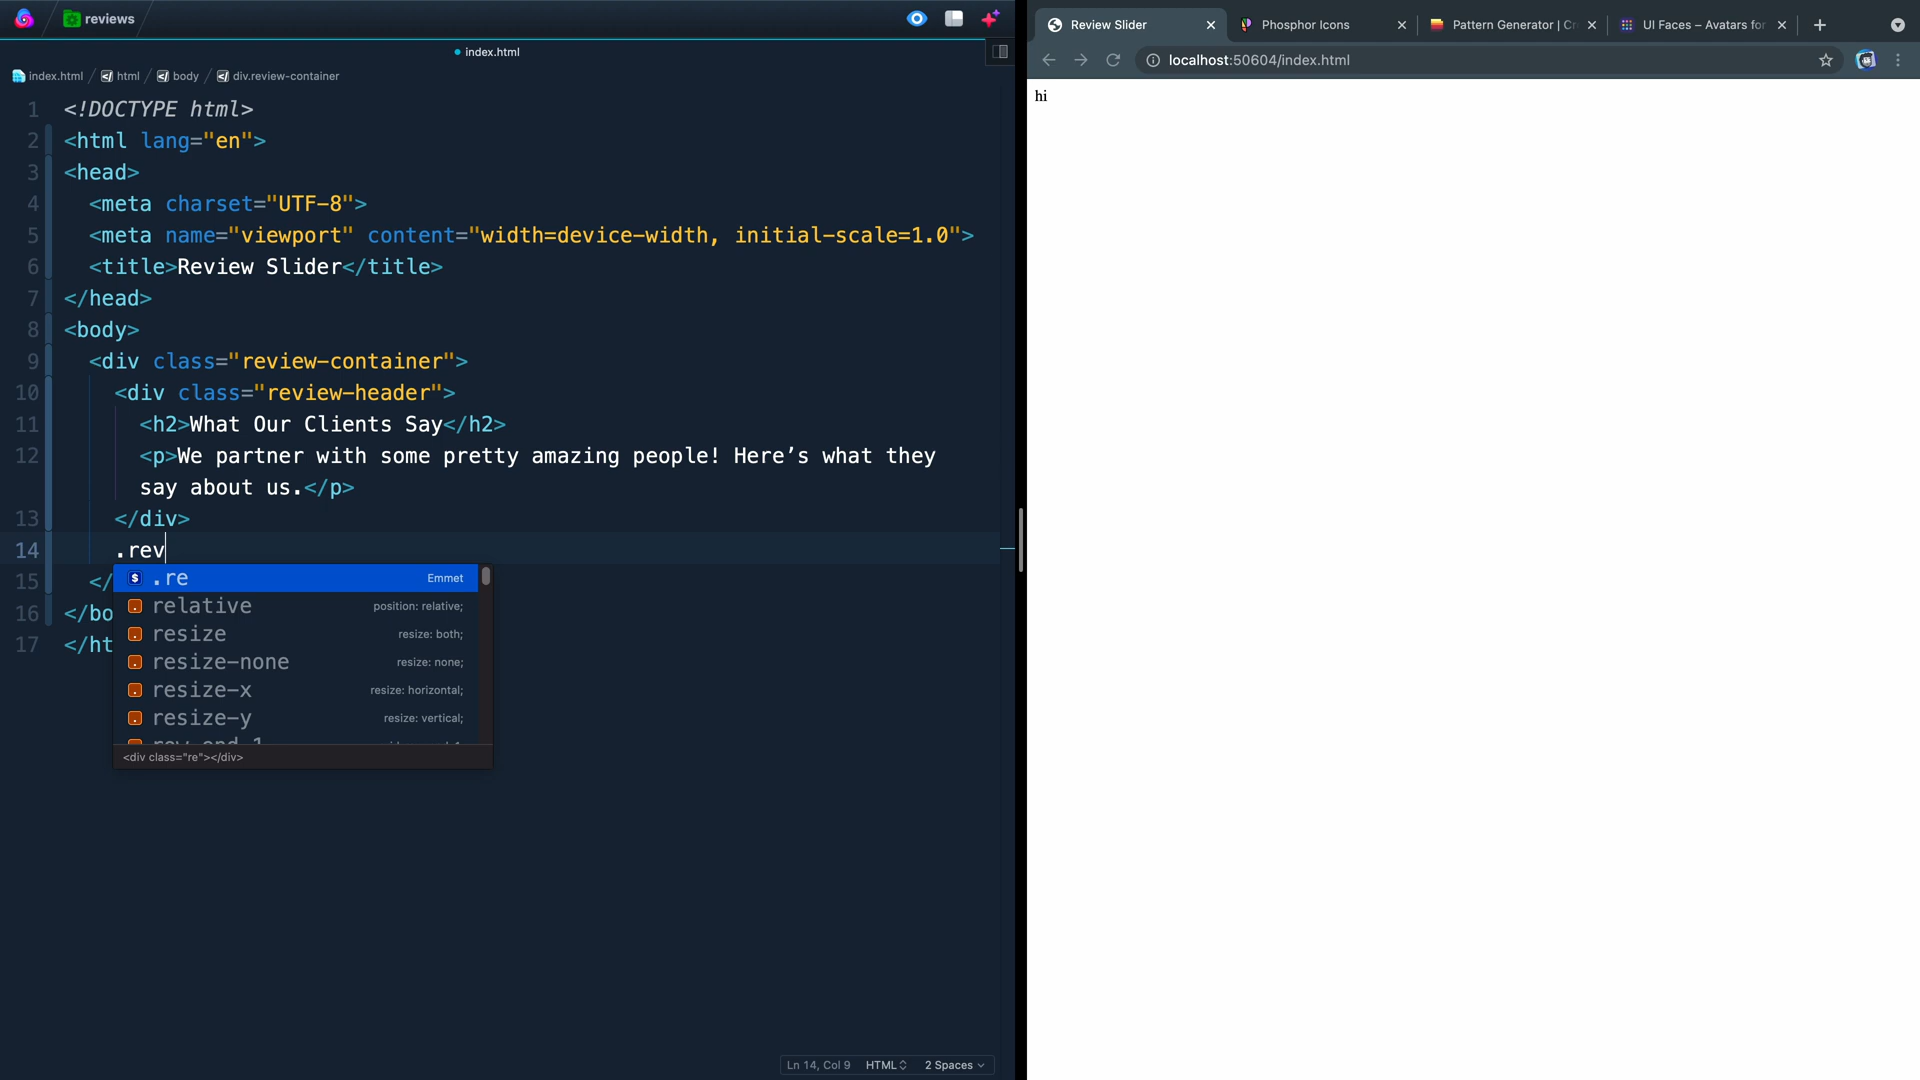 reviews
index.html
index.html html body div.review-container
1 <!DOCTYPE html>
2 <html lang="en">
3 <head>
4 <meta charset="UTF-8">
5 <meta name="viewport" content="width=device-width, initial-scale=1.0">
6 <title>Review Slider</title>
7 </head>
8 <body>
9 <div class="review-container">
10 <div class="review-header">
11 <h2>What Our Clients Say</h2>
12 <p>We partner with some pretty amazing people! Here’s what they
say about us.</p>
13 </div>
14 .rev
15 </
16 </bo
17 </ht
.re Emmet
relative position: relative;
resize resize: both;
resize-none resize: none;
resize-x resize: horizontal;
resize-y resize: vertical;
<div class="re"></div>
Ln 14, Col 9 HTML 2 Spaces
Review Slider Phosphor Icons Pattern Generator | Cr UI Faces – Avatars for
localhost:50604/index.html
hi